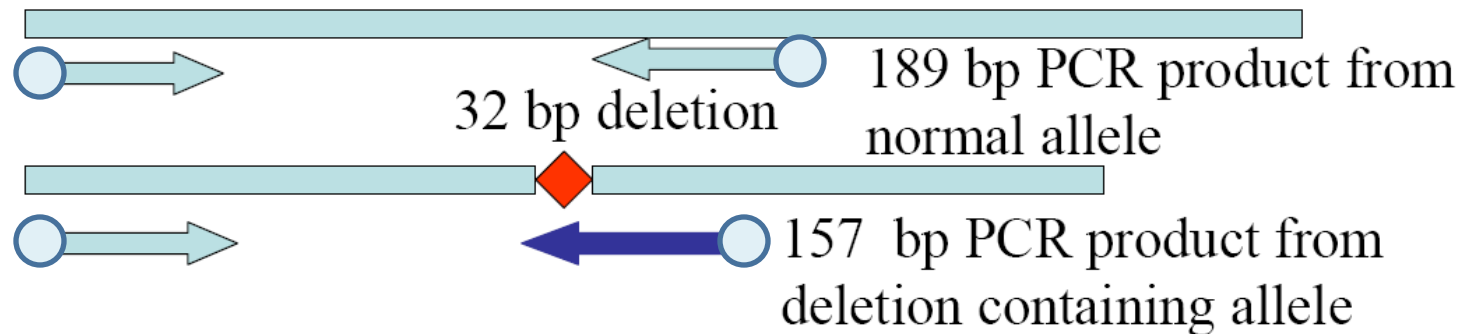 189 bp PCR product from
normal allele
32 bp deletion
157 bp PCR product from
deletion containing allele